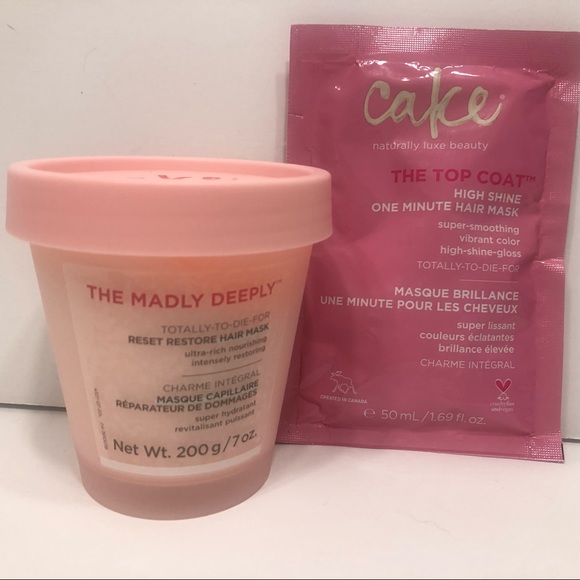 THE MADLY DEEPLY™
TOTALLY-TO-DIE-FOR
RESET RESTORE HAIR MASK
ultra-rich nourishing
intensely restoring
CHARME INTÉGRAL
MASQUE CAPILLAIRE
RÉPARATEUR DE DOMMAGES
super hydratant
revitalisant puissant
Net Wt. 200g/7oz.
cake
naturally luxe beauty
THE TOP COAT™
HIGH SHINE
ONE MINUTE HAIR MASK
super-smoothing
vibrant color
high-shine-gloss
TOTALLY-TO-DIE-FOR
MASQUE BRILLANCE
UNE MINUTE POUR LES CHEVEUX
super lissant
couleurs éclatantes
brillance élevée
CHARME INTÉGRAL
CREATED IN CANADA
cruelty free
and vegan
℮ 50 mL/1.69 fl.oz.